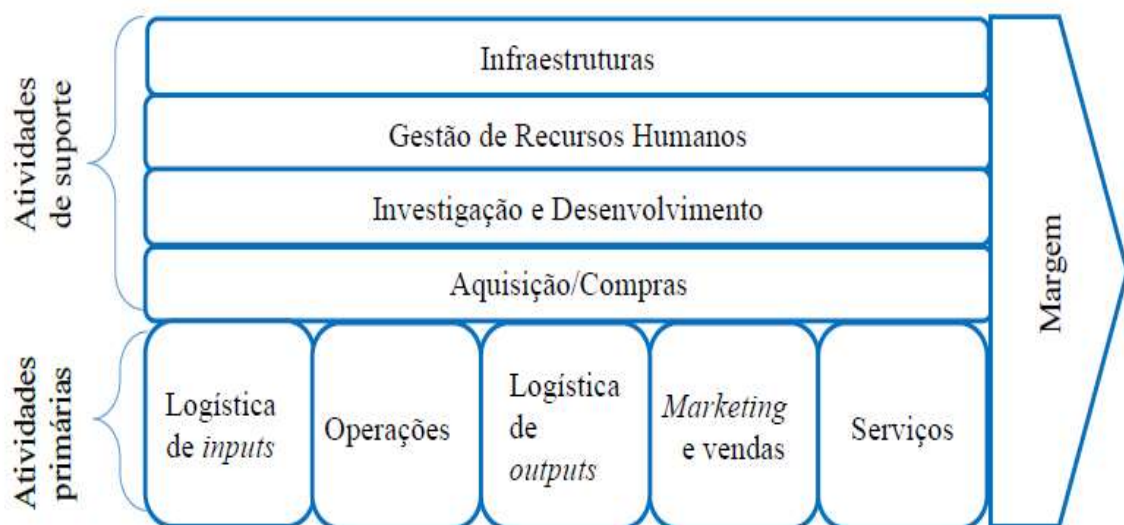 Atividades
de suporte
Infraestruturas
Gestão de Recursos Humanos
Investigação e Desenvolvimento
Aquisição/Compras
Atividades
primárias
Logística
de inputs
Operações
Logística
de
outputs
Marketing
e vendas
Serviços
Margem